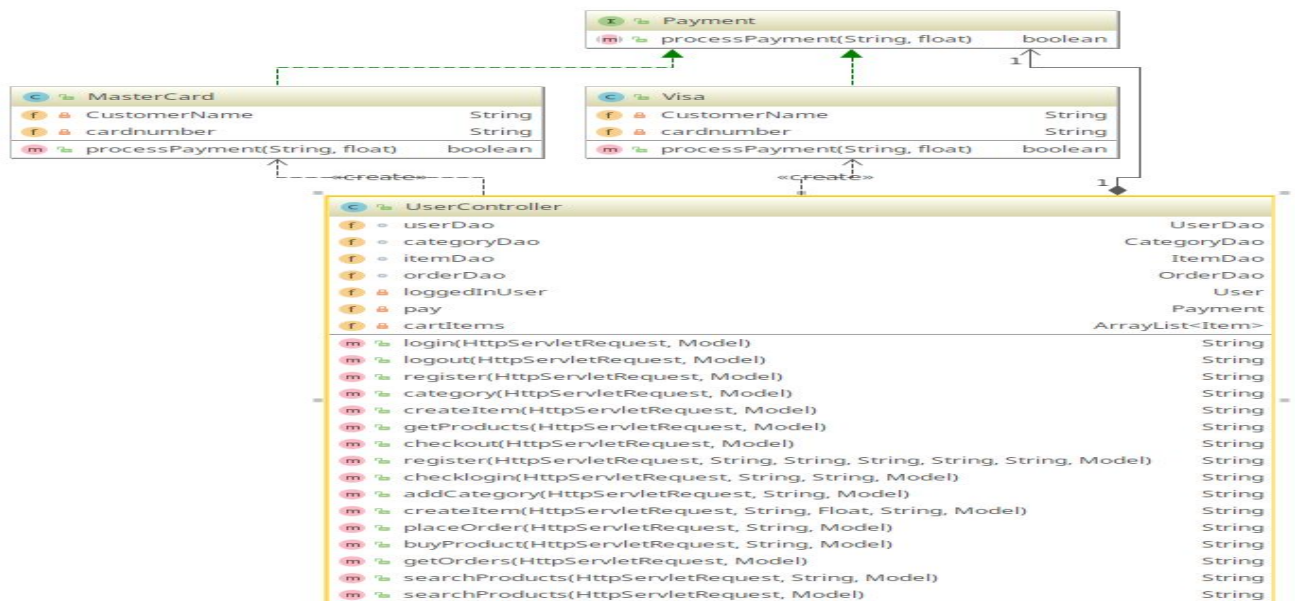 I Payment
m processPayment(String, float) boolean
1
C MasterCard
f CustomerName String
f cardnumber String
m processPayment(String, float) boolean
C Visa
f CustomerName String
f cardnumber String
m processPayment(String, float) boolean
«create»
«create»
1
C UserController
f userDao UserDao
f categoryDao CategoryDao
f itemDao ItemDao
f orderDao OrderDao
f loggedInUser User
f pay Payment
f cartItems ArrayList<Item>
m login(HttpServletRequest, Model) String
m logout(HttpServletRequest, Model) String
m register(HttpServletRequest, Model) String
m category(HttpServletRequest, Model) String
m createItem(HttpServletRequest, Model) String
m getProducts(HttpServletRequest, Model) String
m checkout(HttpServletRequest, Model) String
m register(HttpServletRequest, String, String, String, String, String, Model) String
m checklogin(HttpServletRequest, String, String, Model) String
m addCategory(HttpServletRequest, String, Model) String
m createItem(HttpServletRequest, String, Float, String, Model) String
m placeOrder(HttpServletRequest, String, Model) String
m buyProduct(HttpServletRequest, String, Model) String
m getOrders(HttpServletRequest, Model) String
m searchProducts(HttpServletRequest, String, Model) String
m searchProducts(HttpServletRequest, Model) String